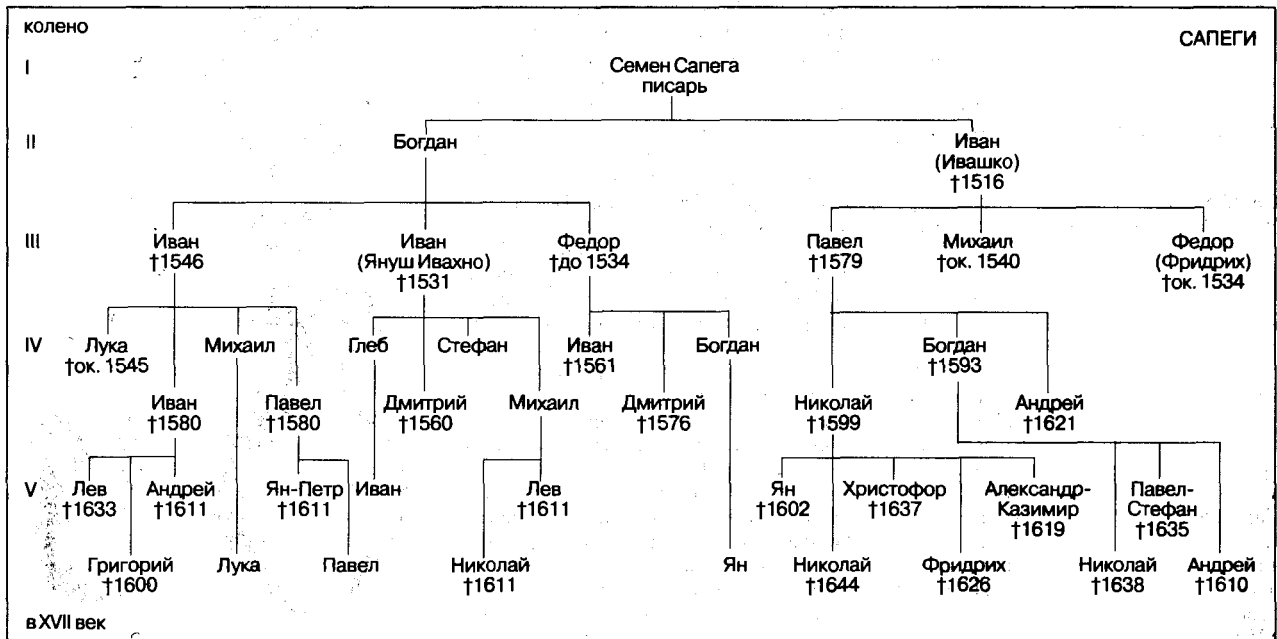 колено
САПЕГИ
I
Семен Сапега
писарь
II
Богдан
Иван
(Ивашко)
†1516
III
Иван
†1546
Иван
(Януш Ивахно)
†1531
Федор
†до 1534
Павел
†1579
Михаил
†ок. 1540
Федор
(Фридрих)
†ок. 1534
IV
Лука
†ок. 1545
Михаил
Глеб
Стефан
Иван
†1561
Богдан
Богдан
†1593
Иван
†1580
Павел
†1580
Дмитрий
†1560
Михаил
Дмитрий
†1576
Николай
†1599
Андрей
†1621
V
Лев
†1633
Андрей
†1611
Ян-Петр
†1611
Иван
Лев
†1611
Ян
†1602
Христофор
†1637
Александр-
Казимир
†1619
Павел-
Стефан
†1635
Григорий
†1600
Лука
Павел
Николай
†1611
Ян
Николай
†1644
Фридрих
†1626
Николай
†1638
Андрей
†1610
в XVII век